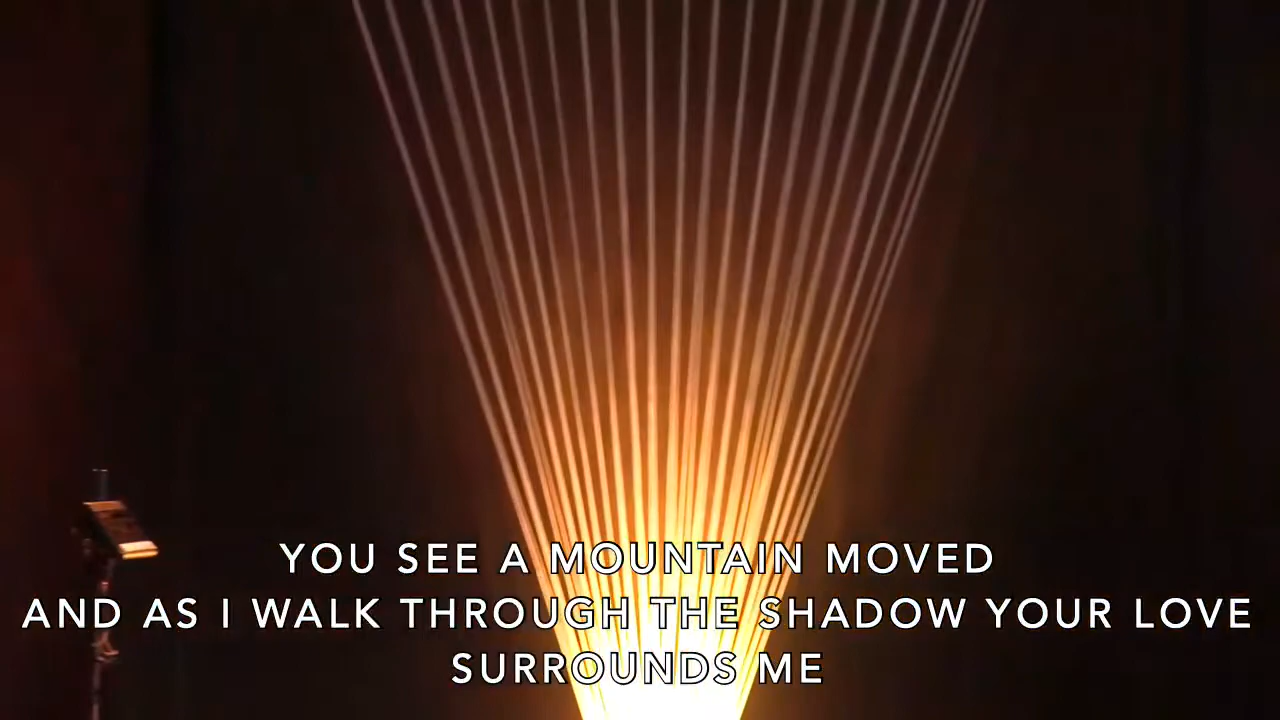 YOU SEE A MOUNTAIN MOVED
AND AS I WALK THROUGH THE SHADOW YOUR LOVE
SURROUNDS ME